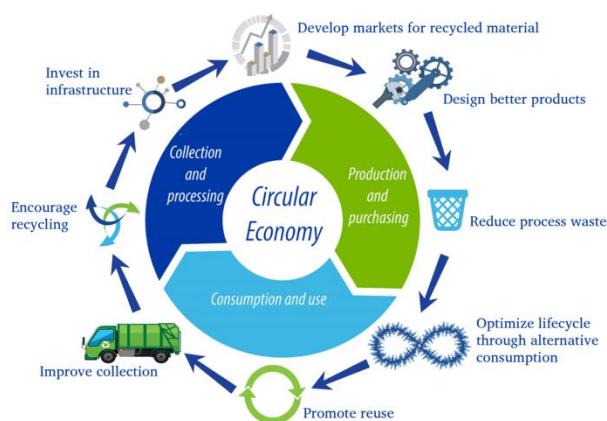 Develop markets for recycled material
Design better products
Reduce process waste
Optimize lifecycle
through alternative
consumption
Promote reuse
Improve collection
Encourage
recycling
Invest in
infrastructure
Collection
and
processing
Production
and
purchasing
Consumption and use
Circular
Economy